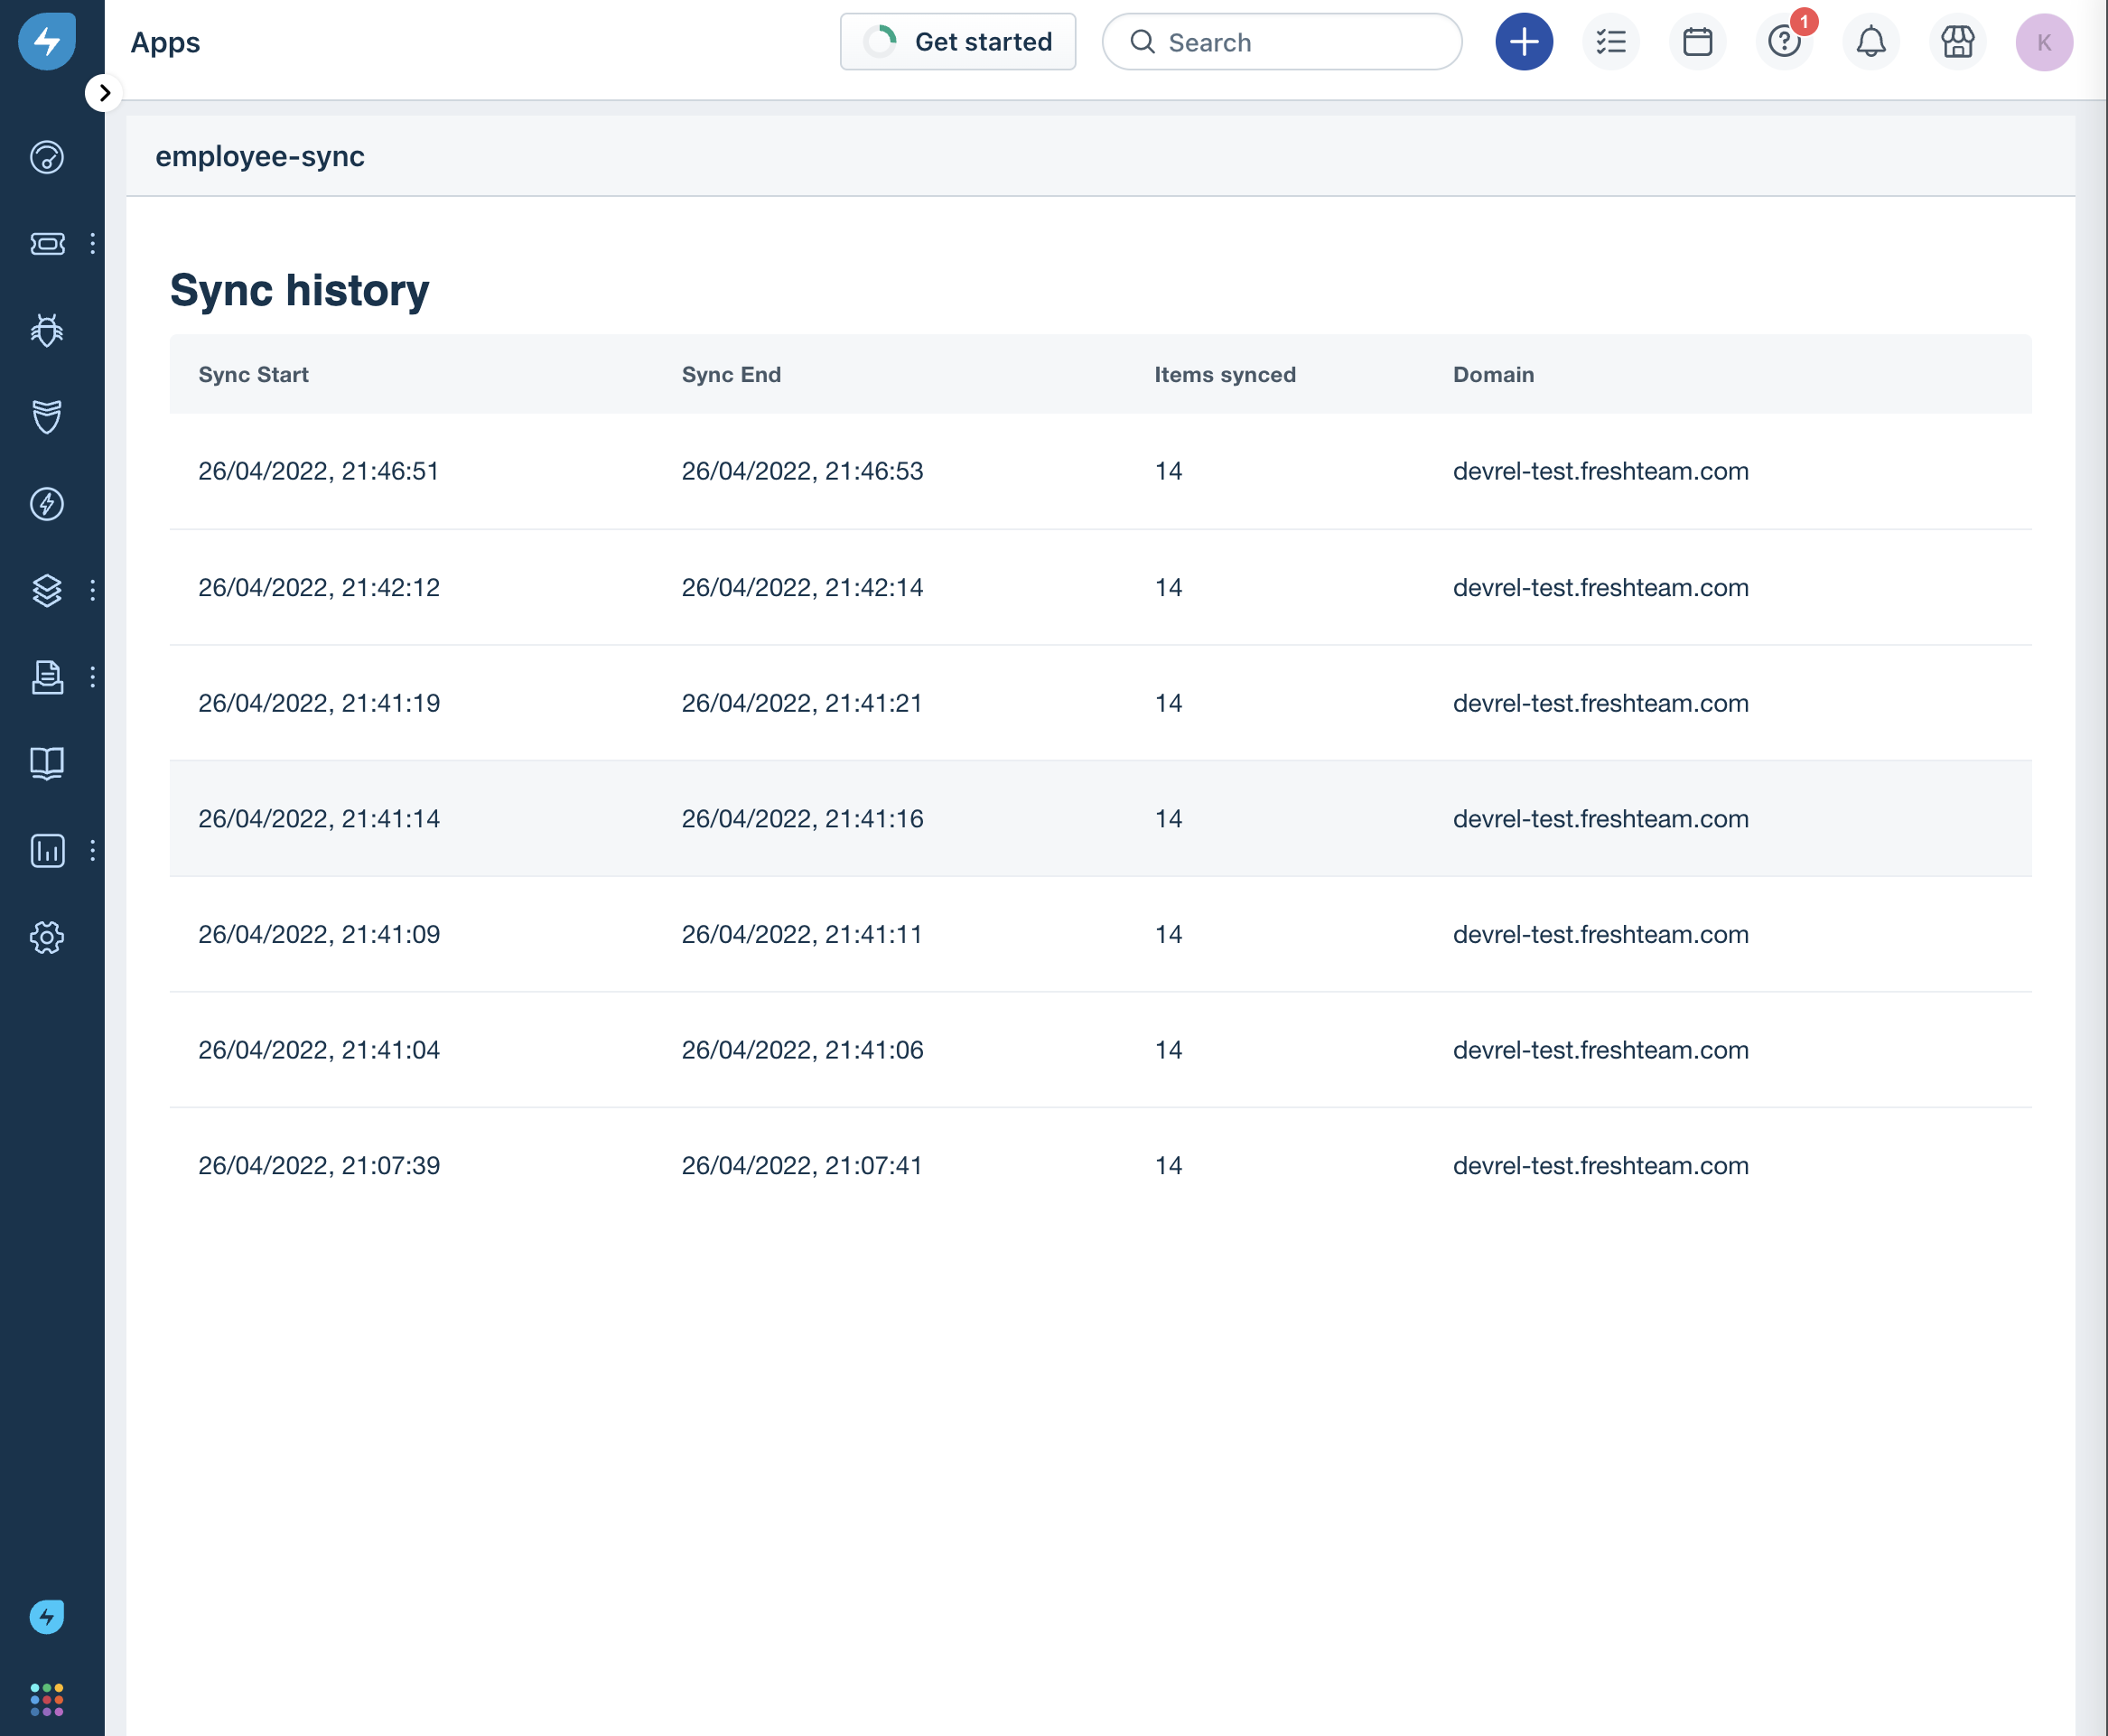 Apps
Get started
Search
1
K
employee-sync
Sync history
Sync Start Sync End Items synced Domain
26/04/2022, 21:46:51 26/04/2022, 21:46:53 14 devrel-test.freshteam.com
26/04/2022, 21:42:12 26/04/2022, 21:42:14 14 devrel-test.freshteam.com
26/04/2022, 21:41:19 26/04/2022, 21:41:21 14 devrel-test.freshteam.com
26/04/2022, 21:41:14 26/04/2022, 21:41:16 14 devrel-test.freshteam.com
26/04/2022, 21:41:09 26/04/2022, 21:41:11 14 devrel-test.freshteam.com
26/04/2022, 21:41:04 26/04/2022, 21:41:06 14 devrel-test.freshteam.com
26/04/2022, 21:07:39 26/04/2022, 21:07:41 14 devrel-test.freshteam.com